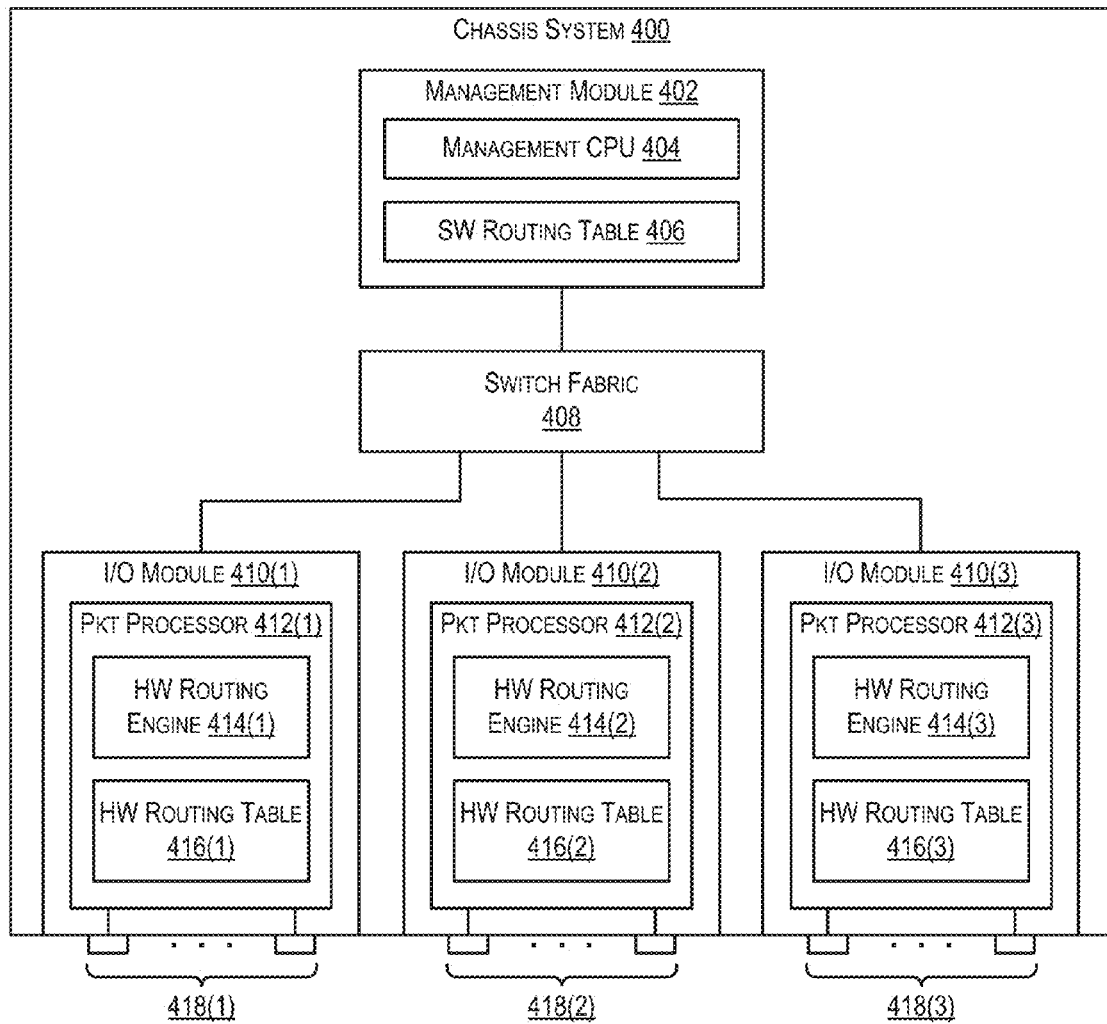 CHASSIS SYSTEM 400
MANAGEMENT MODULE 402
MANAGEMENT CPU 404
SW ROUTING TABLE 406
SWITCH FABRIC
408
I/O MODULE 410(1)
PKT PROCESSOR 412(1)
HW ROUTING
ENGINE 414(1)
HW ROUTING TABLE
416(1)
418(1)
I/O MODULE 410(2)
PKT PROCESSOR 412(2)
HW ROUTING
ENGINE 414(2)
HW ROUTING TABLE
416(2)
418(2)
I/O MODULE 410(3)
PKT PROCESSOR 412(3)
HW ROUTING
ENGINE 414(3)
HW ROUTING TABLE
416(3)
418(3)